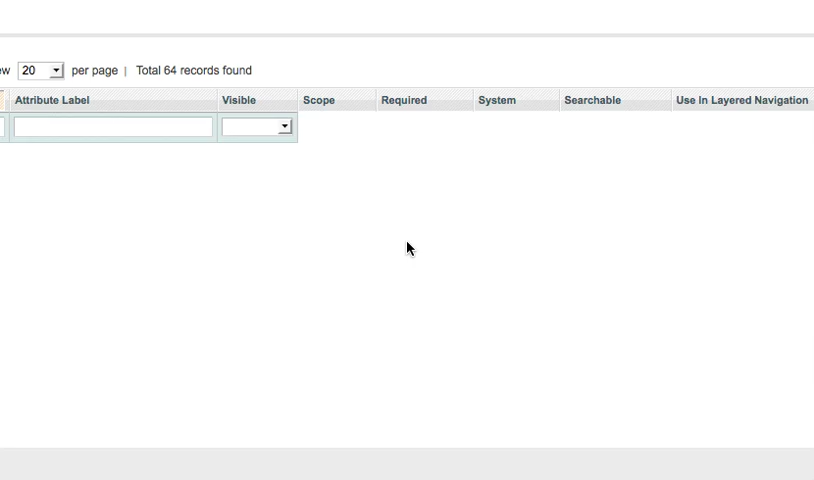 20 per page | Total 64 records found
Attribute Label Visible Scope Required System Searchable Use In Layered Navigation